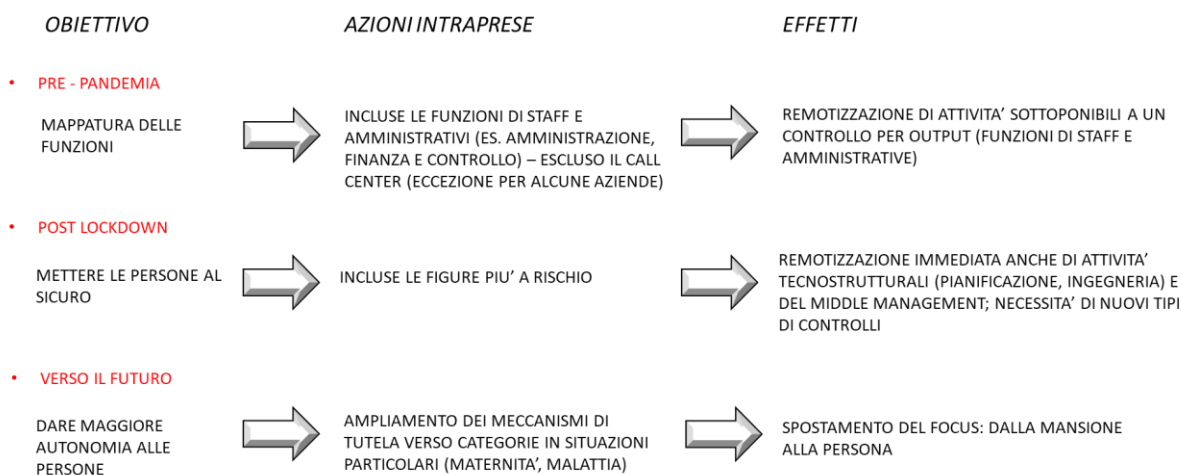 OBIETTIVO
AZIONI INTRAPRESE
EFFETTI
• PRE - PANDEMIA
MAPPATURA DELLE
FUNZIONI
INCLUSE LE FUNZIONI DI STAFF E
AMMINISTRATIVI (ES. AMMINISTRAZIONE,
FINANZA E CONTROLLO) – ESCLUSO IL CALL
CENTER (ECCEZIONE PER ALCUNE AZIENDE)
REMOTIZZAZIONE DI ATTIVITA’ SOTTOPONIBILI A UN
CONTROLLO PER OUTPUT (FUNZIONI DI STAFF E
AMMINISTRATIVE)
• POST LOCKDOWN
METTERE LE PERSONE AL
SICURO
INCLUSE LE FIGURE PIU’ A RISCHIO
REMOTIZZAZIONE IMMEDIATA ANCHE DI ATTIVITA’
TECNOSTRUTTURALI (PIANIFICAZIONE, INGEGNERIA) E
DEL MIDDLE MANAGEMENT; NECESSITA’ DI NUOVI TIPI
DI CONTROLLI
• VERSO IL FUTURO
DARE MAGGIORE
AUTONOMIA ALLE
PERSONE
AMPLIAMENTO DEI MECCANISMI DI
TUTELA VERSO CATEGORIE IN SITUAZIONI
PARTICOLARI (MATERNITA’, MALATTIA)
SPOSTAMENTO DEL FOCUS: DALLA MANSIONE
ALLA PERSONA